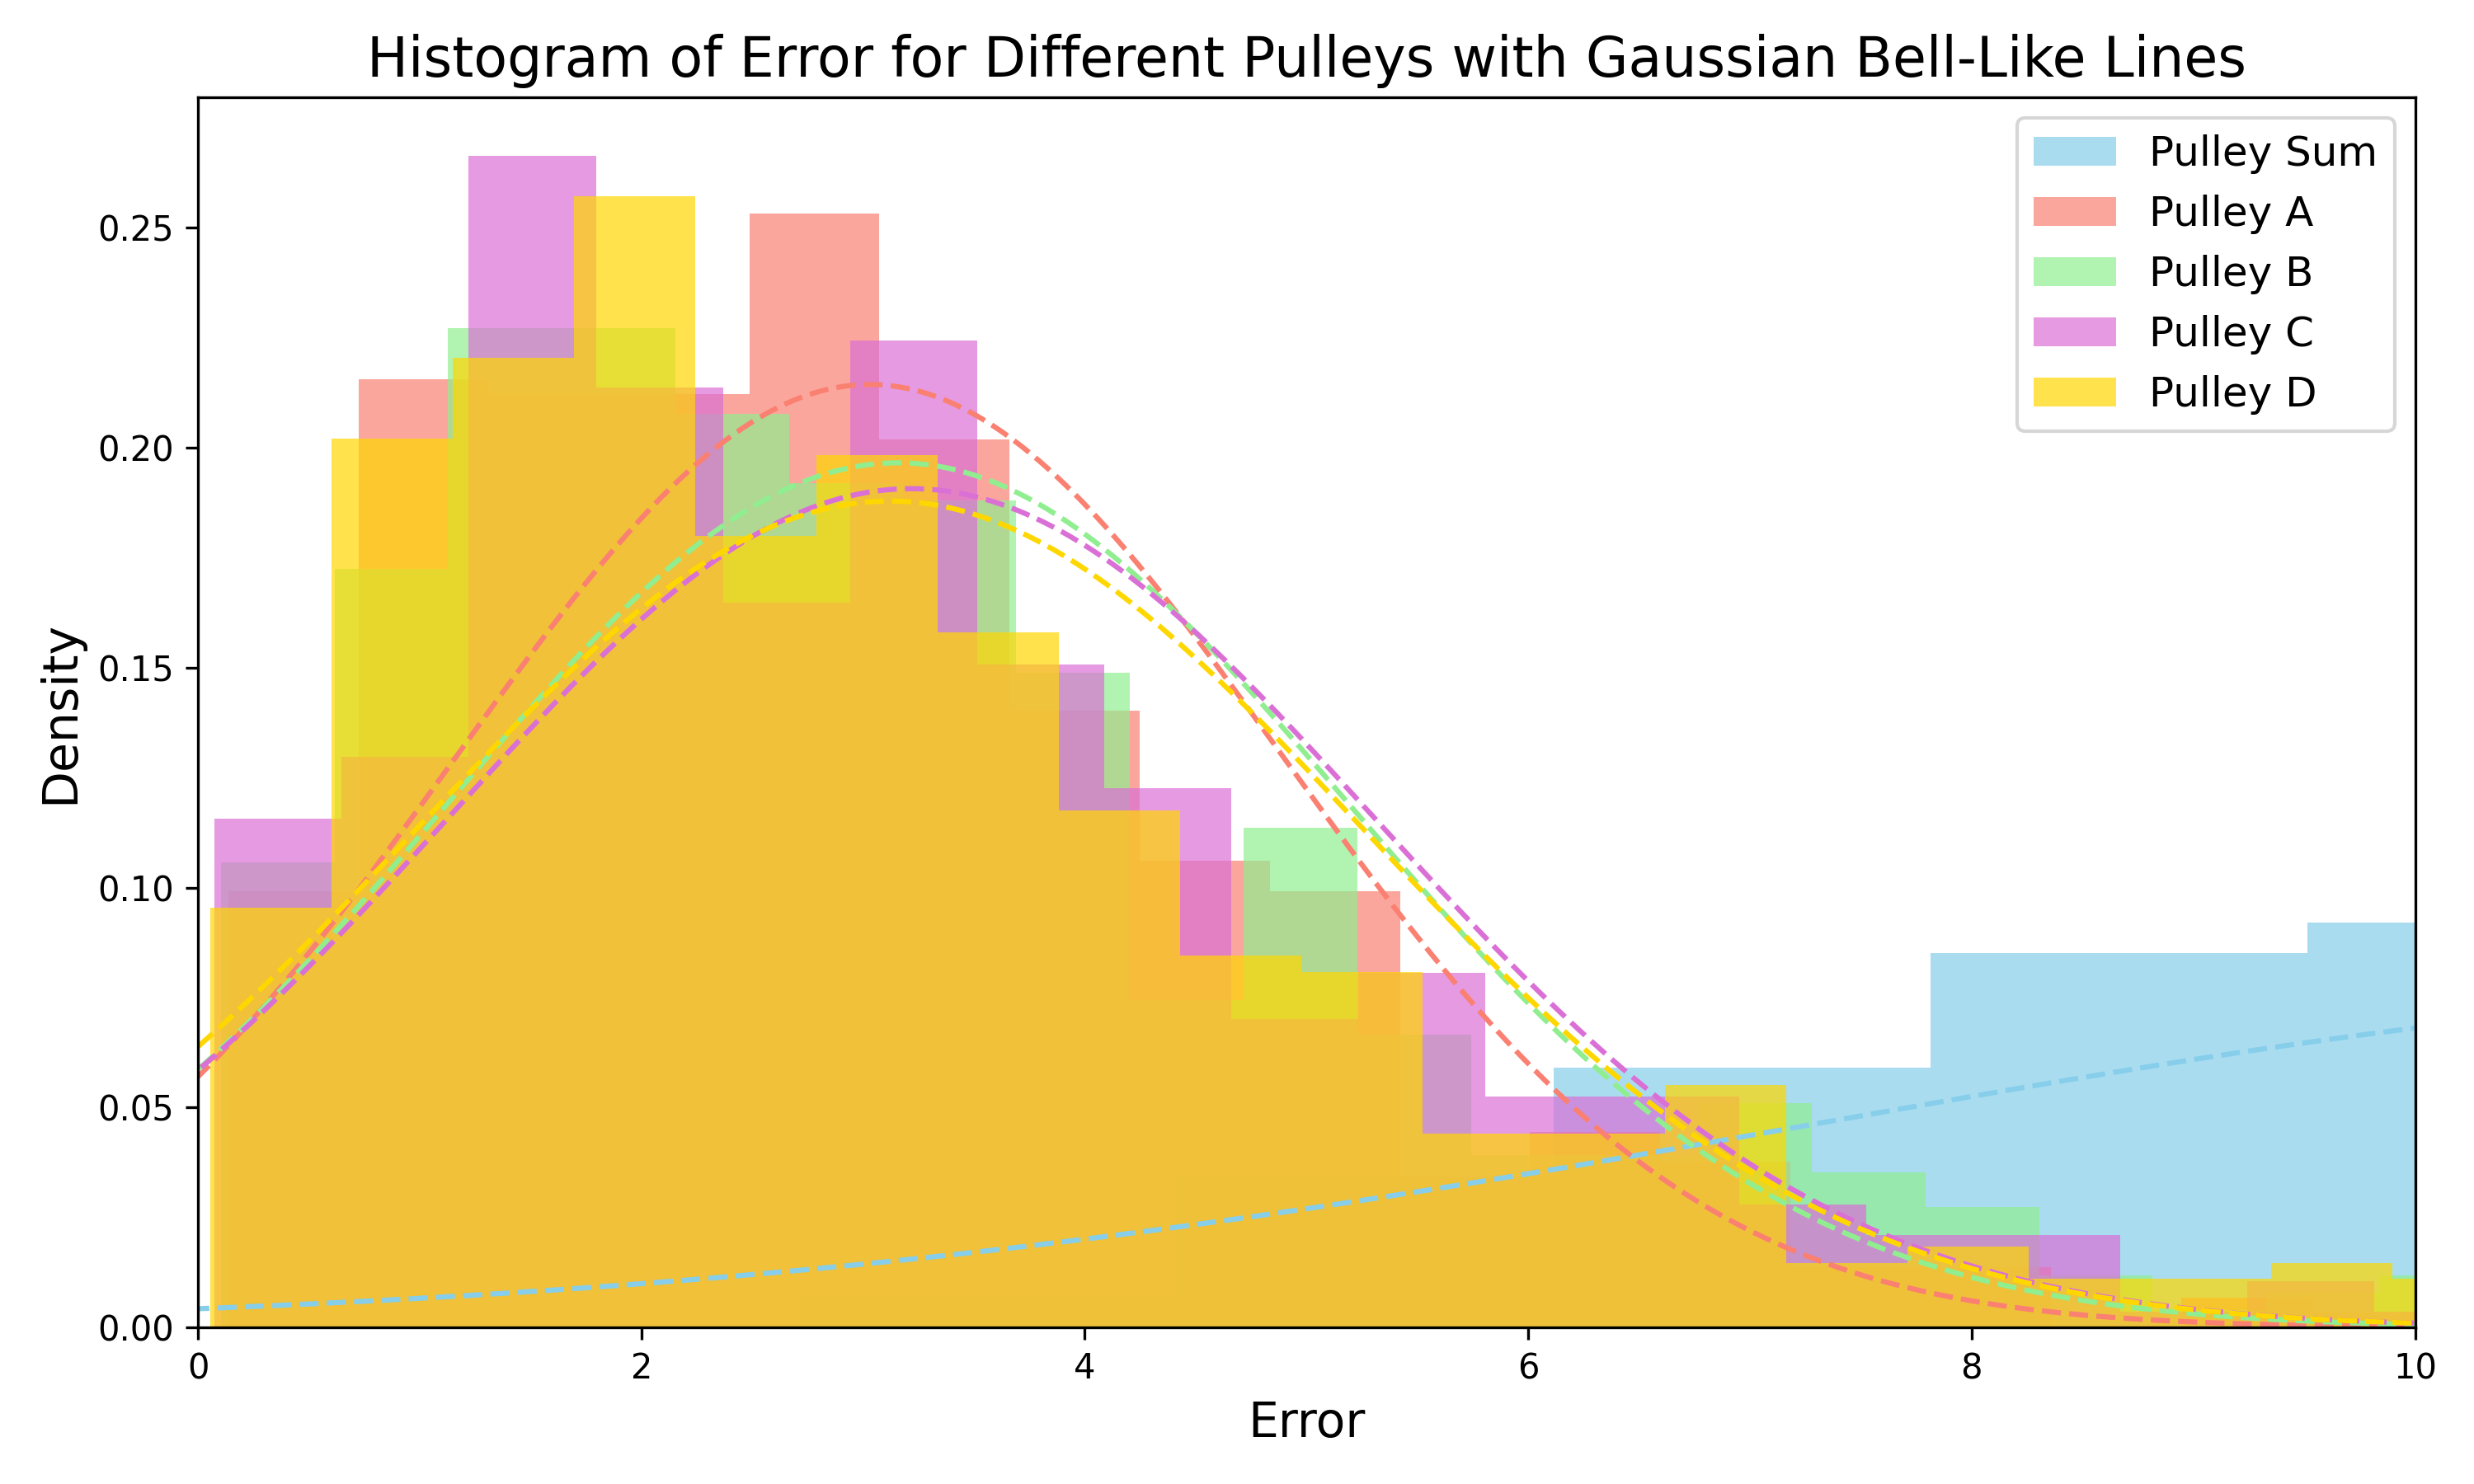 Histogram of Error for Different Pulleys with Gaussian Bell-Like Lines
Pulley Sum
Pulley A
Pulley B
Pulley C
Pulley D
0.25
0.20
0.15
0.10
0.05
0.00
Density
0 2 4 6 8 10
Error